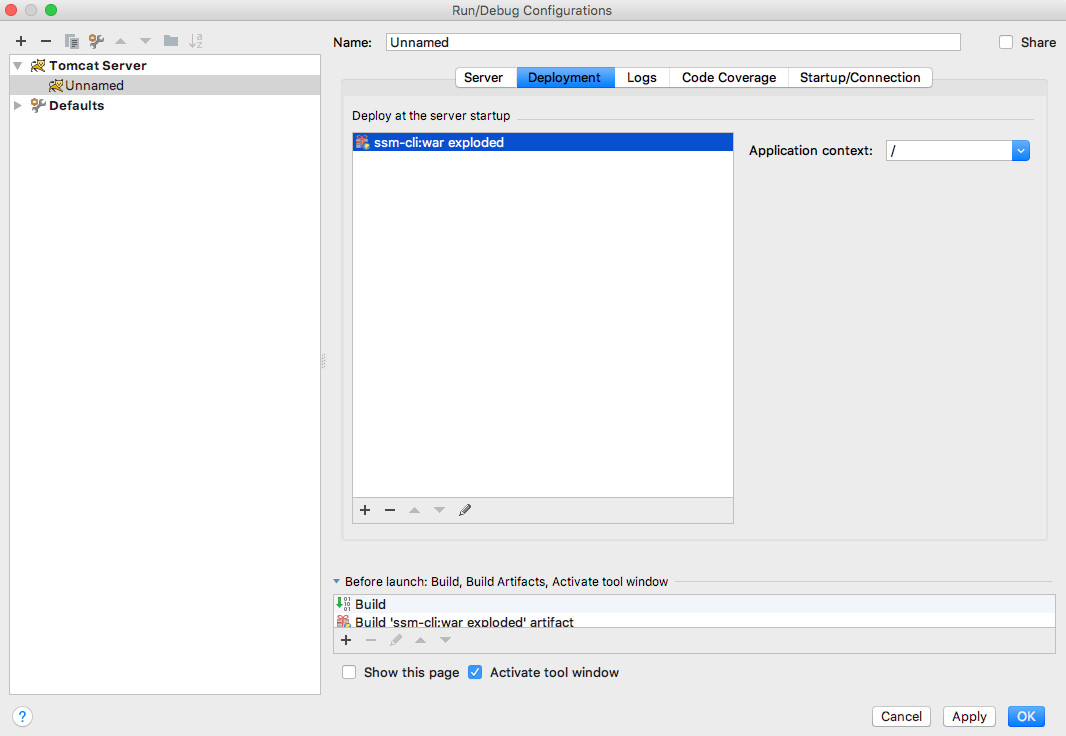 Run/Debug Configurations
Name: Unnamed Share
Tomcat Server
Unnamed
Defaults
Server Deployment Logs Code Coverage Startup/Connection
Deploy at the server startup
ssm-cli:war exploded
Application context: /
Before launch: Build, Build Artifacts, Activate tool window
Build
Build 'ssm-cli:war exploded' artifact
Show this page Activate tool window
? Cancel Apply OK